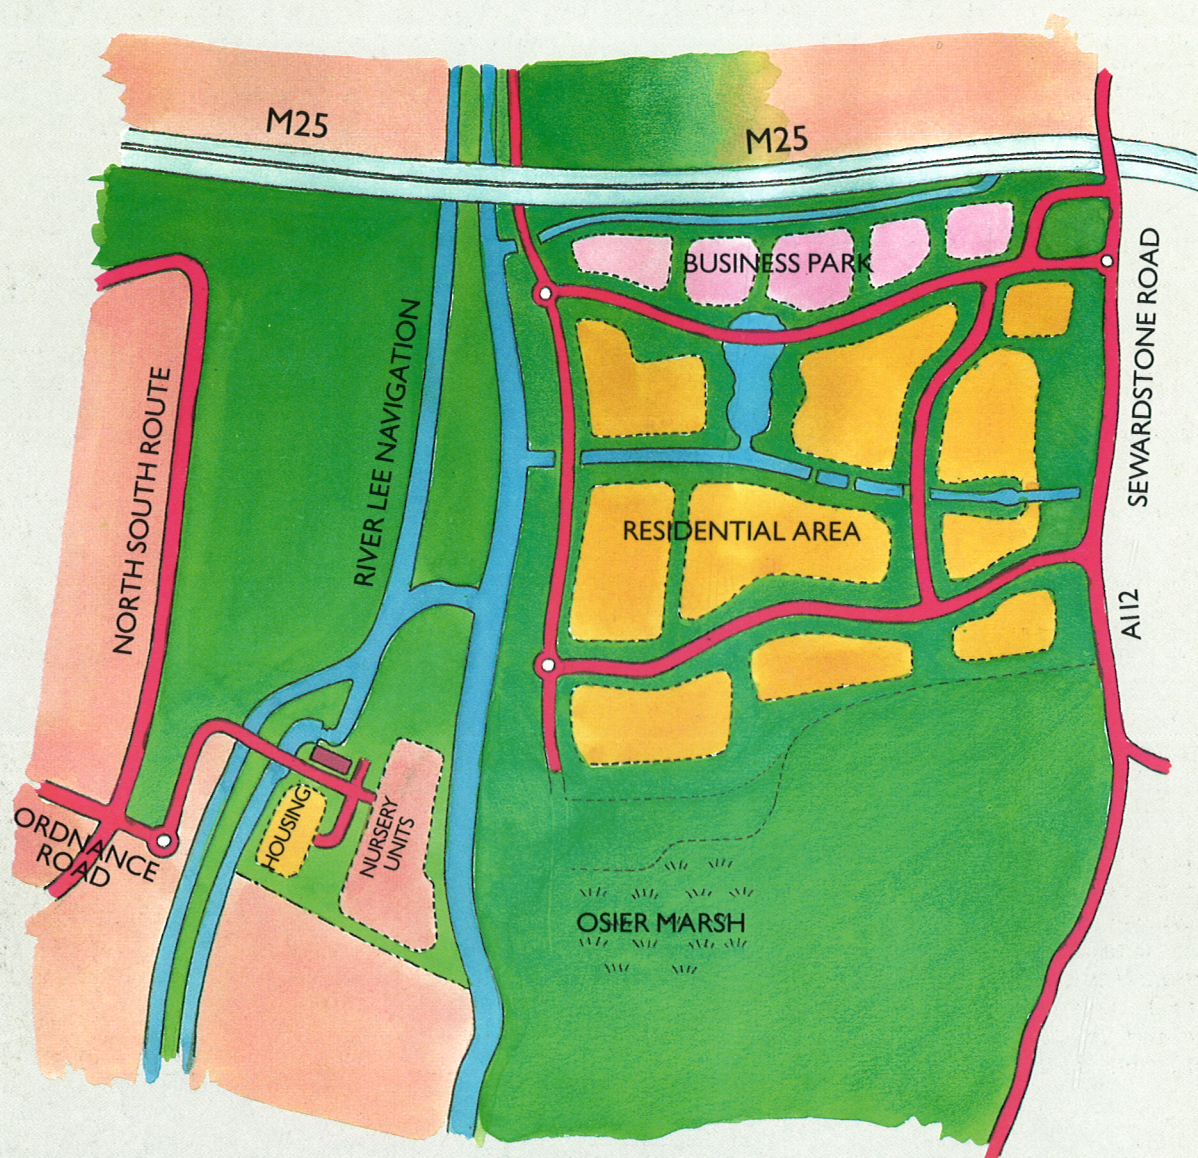 M25
M25
BUSINESS PARK
SEWARDSTONE ROAD
RIVER LEE NAVIGATION
NORTH SOUTH ROUTE
RESIDENTIAL AREA
A112
HOUSING
NURSERY
UNITS
ORDNANCE
ROAD
OSIER MARSH